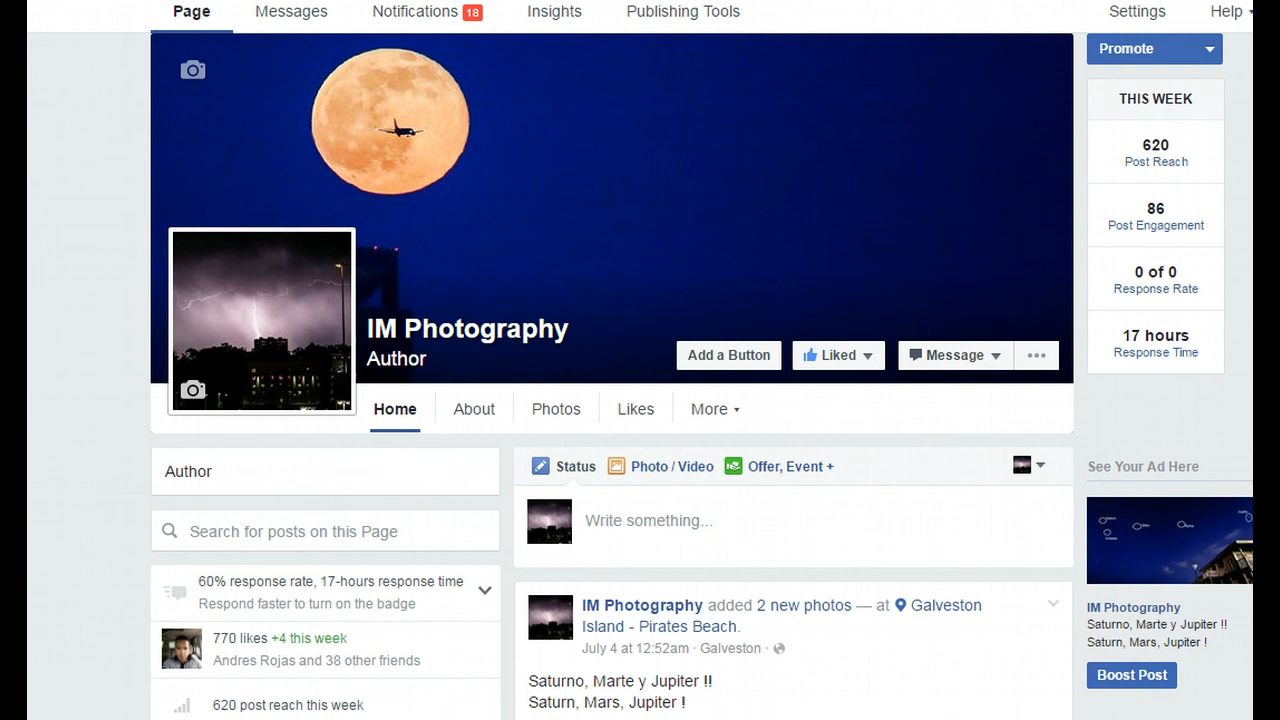 Page Messages Notifications 18 Insights Publishing Tools Settings Help
Promote
THIS WEEK
620
Post Reach
86
Post Engagement
0 of 0
Response Rate
17 hours
Response Time
IM Photography
Author
Add a Button Liked Message
Home About Photos Likes More
Author
Search for posts on this Page
60% response rate, 17-hours response time
Respond faster to turn on the badge
770 likes +4 this week
Andres Rojas and 38 other friends
620 post reach this week
Status Photo / Video Offer, Event +
Write something...
IM Photography added 2 new photos — at Galveston
Island - Pirates Beach.
July 4 at 12:52am · Galveston ·
Saturno, Marte y Jupiter !!
Saturn, Mars, Jupiter !
See Your Ad Here
IM Photography
Saturno, Marte y Jupiter !!
Saturn, Mars, Jupiter !
Boost Post